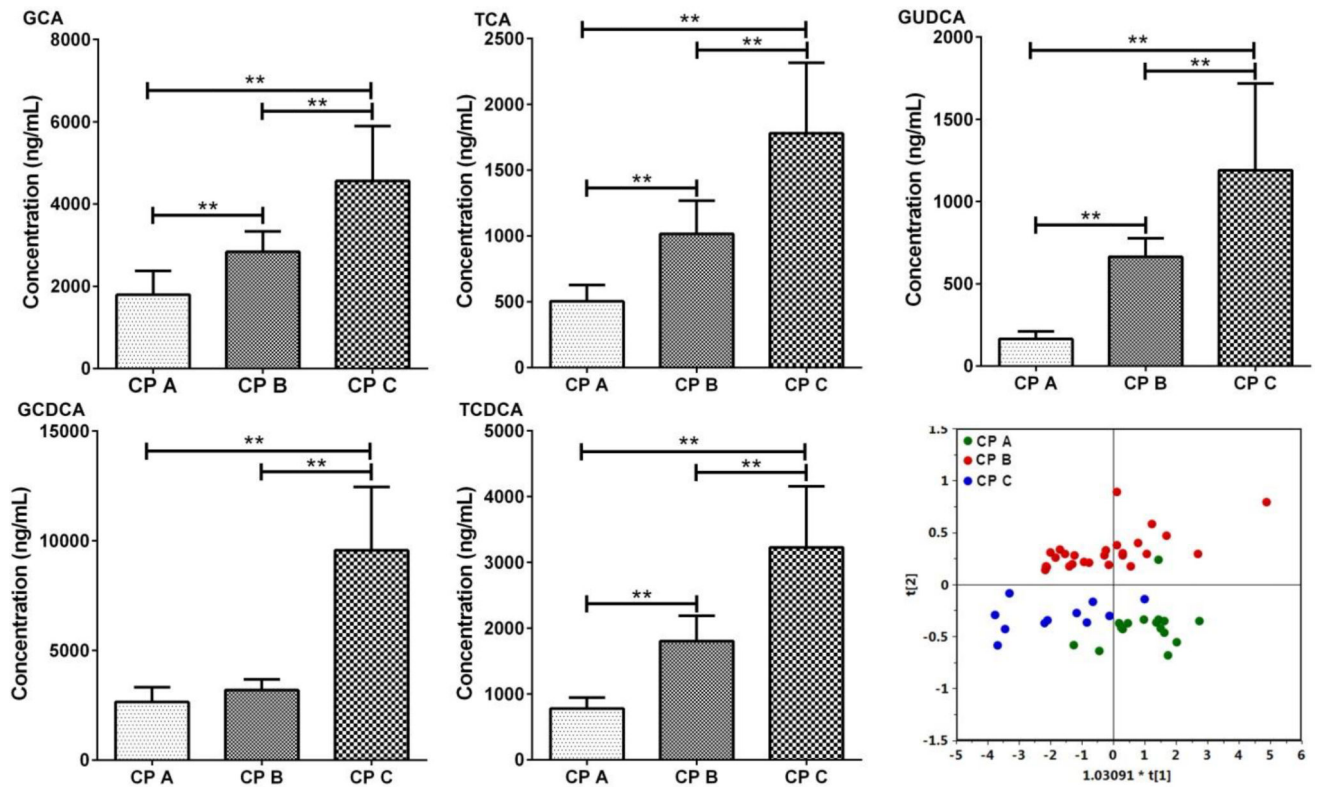 GCA
Concentration (ng/mL)
8000
6000
4000
2000
0
**
**
**
CP A CP B CP C
TCA
Concentration (ng/mL)
2500
2000
1500
1000
500
0
**
**
**
CP A CP B CP C
GUDCA
Concentration (ng/mL)
2000
1500
1000
500
0
**
**
**
CP A CP B CP C
GCDCA
Concentration (ng/mL)
15000
10000
5000
0
**
**
CP A CP B CP C
TCDCA
Concentration (ng/mL)
5000
4000
3000
2000
1000
0
**
**
**
CP A CP B CP C
CP A
CP B
CP C
t[2]
1.5
1
0.5
0
-0.5
-1
-1.5
-5 -4 -3 -2 -1 0 1 2 3 4 5 6
1.03091 * t[1]